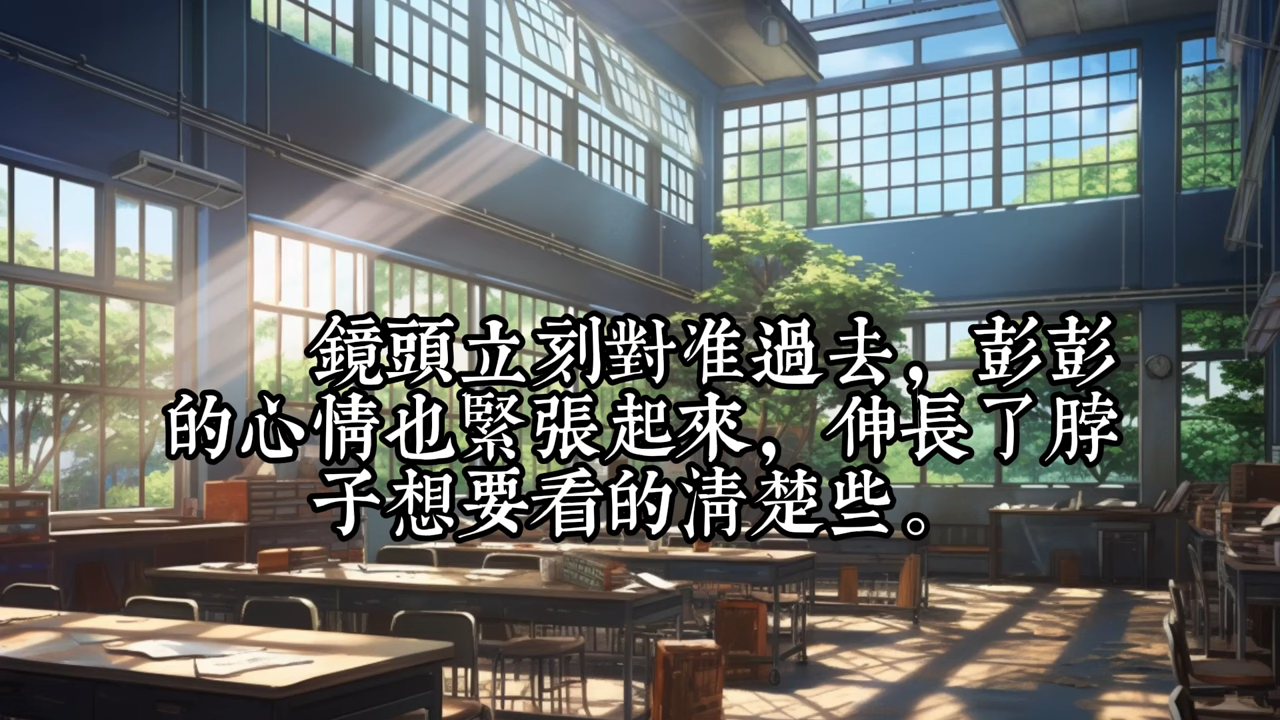 鏡頭立刻對准過去，彭彭
的心情也緊張起來，伸長了脖
子想要看的清楚些。